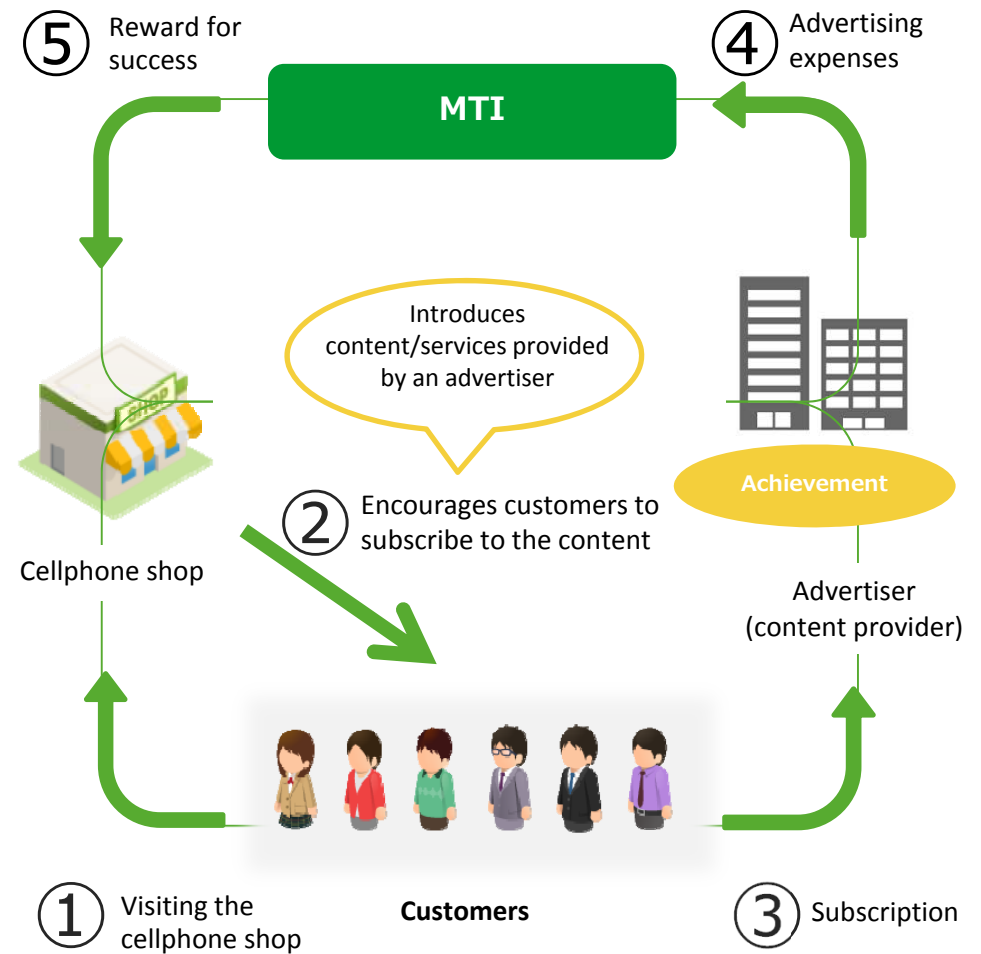 ⑤ Reward for
success
④ Advertising
expenses
MTI
Introduces
content/services provided
by an advertiser
SHOP
Achievement
② Encourages customers to
subscribe to the content
Cellphone shop
Advertiser
(content provider)
① Visiting the
cellphone shop
Customers
③ Subscription